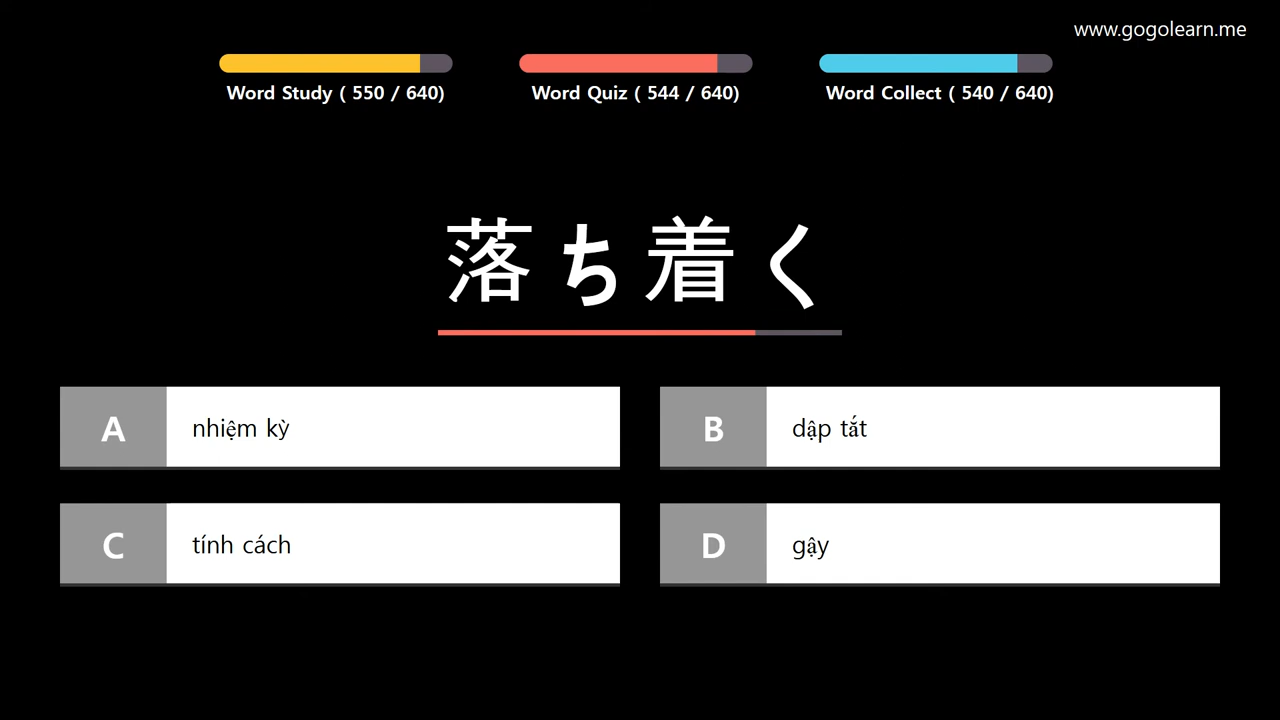 www.gogolearn.me
Word Study ( 550 / 640)
Word Quiz ( 544 / 640)
Word Collect ( 540 / 640)
落ち着く
A nhiệm kỳ
B dập tắt
C tính cách
D gậy